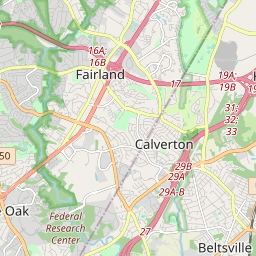 16A;
16B
Fairland
17
19A;
19B
31;
32;
33
Calverton
50
29B
29A
29A-B
Oak
Federal
Research
Center
27
Beltsville